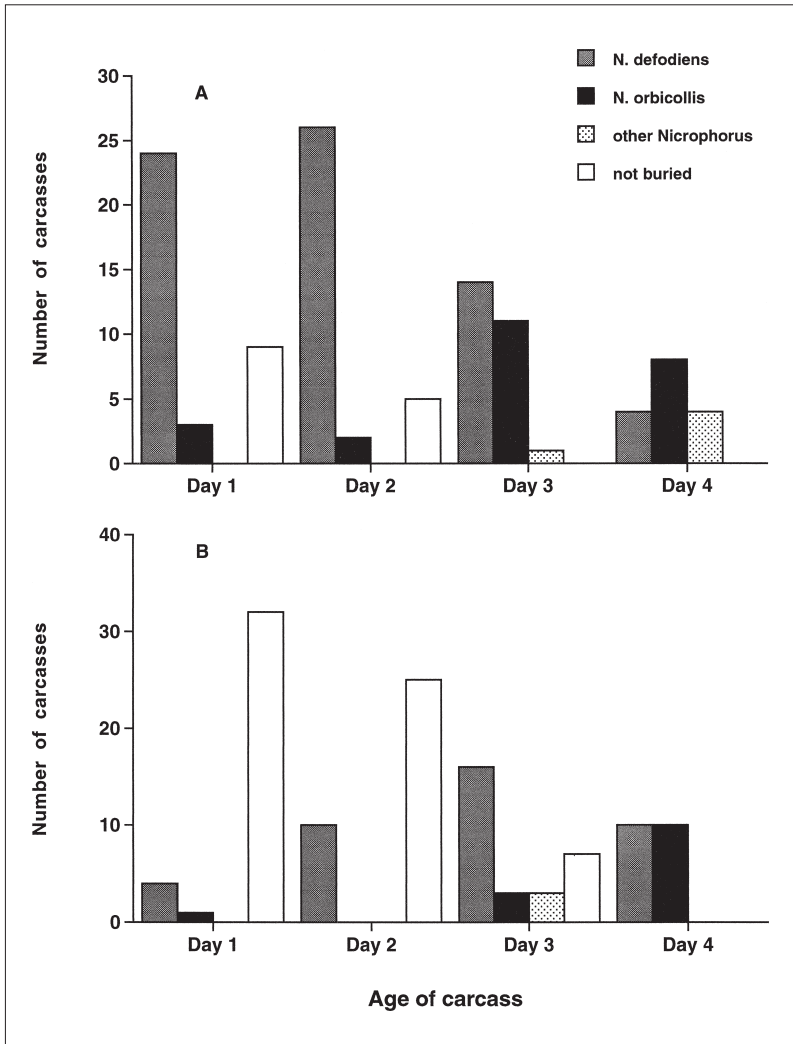 N. defodiens
N. orbicollis
other Nicrophorus
not buried
A
Number of carcasses
30
25
20
15
10
5
0
Day 1 Day 2 Day 3 Day 4
B
Number of carcasses
40
30
20
10
0
Day 1 Day 2 Day 3 Day 4
Age of carcass